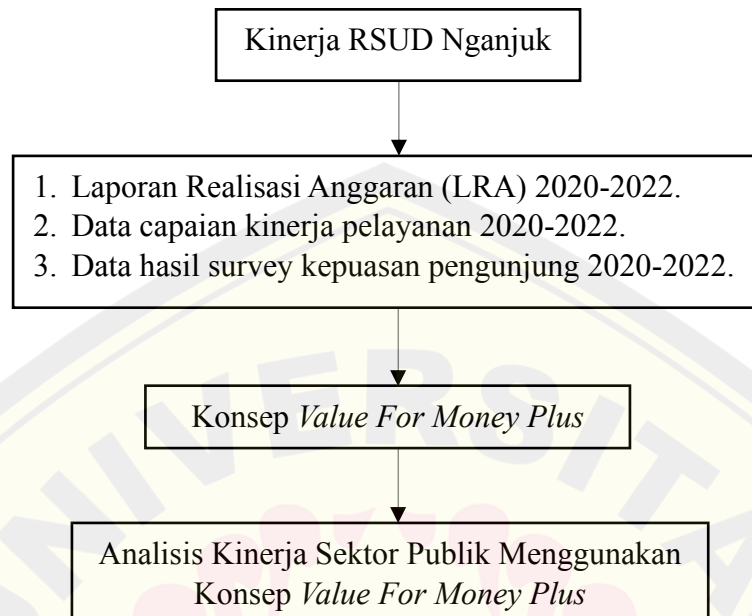 Kinerja RSUD Nganjuk
1. Laporan Realisasi Anggaran (LRA) 2020-2022.
2. Data capaian kinerja pelayanan 2020-2022.
3. Data hasil survey kepuasan pengunjung 2020-2022.
Konsep Value For Money Plus
Analisis Kinerja Sektor Publik Menggunakan
Konsep Value For Money Plus
UNIVERSITA